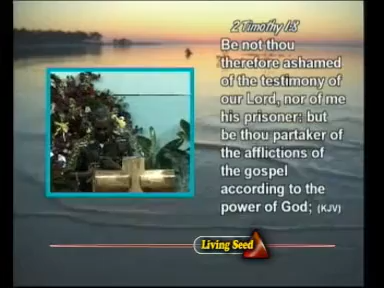 2 Timothy 1:8
Be not thou
therefore ashamed
of the testimony of
our Lord, nor of me
his prisoner: but
be thou partaker of
the afflictions of
the gospel
according to the
power of God; (KJV)
Living Seed